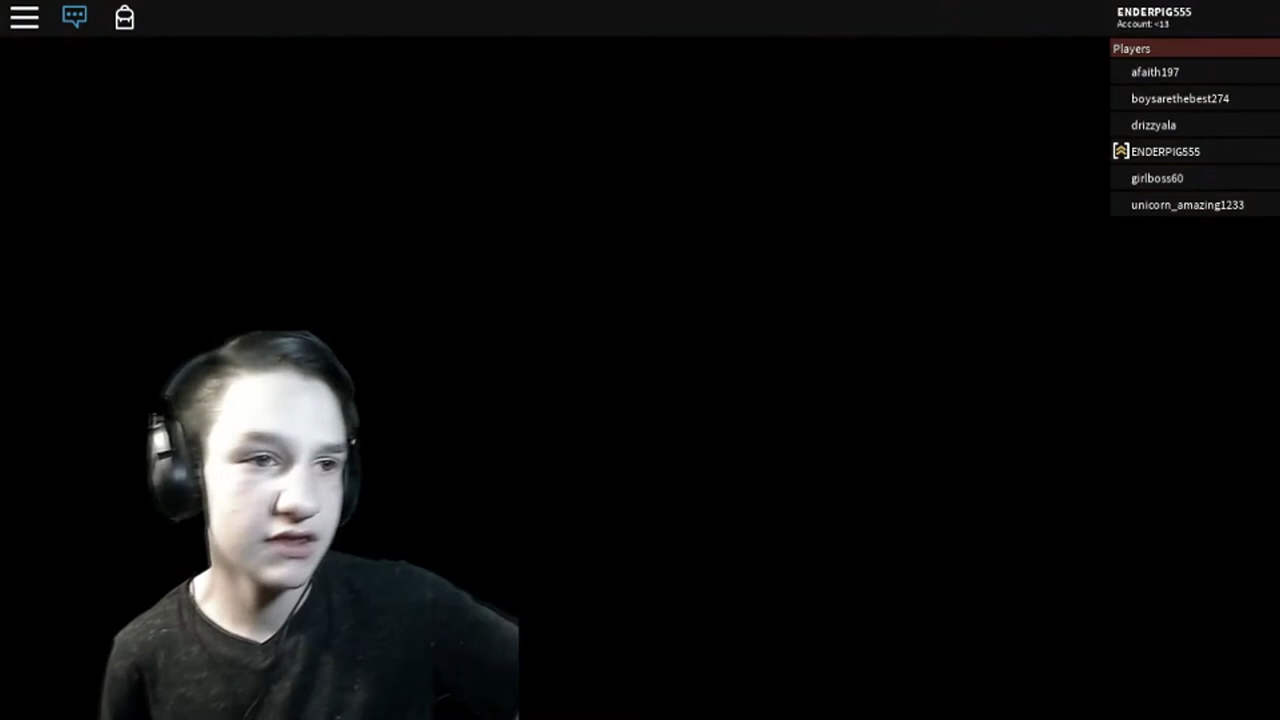 ENDERPIG555
Account: <13
Players
afaith197
boysarethebest274
drizzyala
ENDERPIG555
girlboss60
unicorn_amazing1233